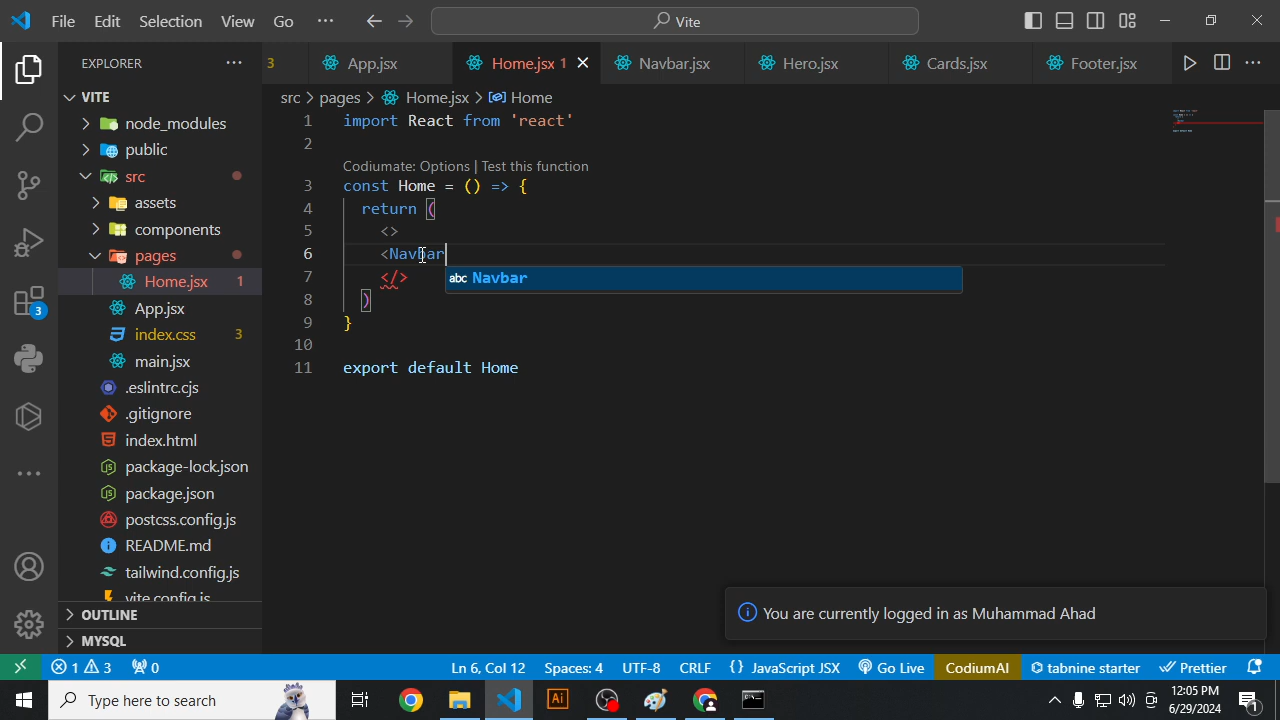 File Edit Selection View Go ··· Vite
EXPLORER ···
3 App.jsx Home.jsx 1 Navbar.jsx Hero.jsx Cards.jsx Footer.jsx ···
VITE
node_modules
public
src
assets
components
pages
Home.jsx 1
App.jsx
index.css 3
main.jsx
.eslintrc.cjs
.gitignore
index.html
package-lock.json
package.json
postcss.config.js
README.md
tailwind.config.js
vite.config.js
OUTLINE
MYSQL
3
src > pages > Home.jsx > Home
1 import React from 'react'
2
Codiumate: Options | Test this function
3 const Home = () => {
4 return (
5 <>
6 <Navbar
abc Navbar
7 </>
8 )
9 }
10
11 export default Home
You are currently logged in as Muhammad Ahad
1 3 0 Ln 6, Col 12 Spaces: 4 UTF-8 CRLF {} JavaScript JSX Go Live CodiumAI tabnine starter Prettier
Type here to search
Ai
12:05 PM
6/29/2024
1